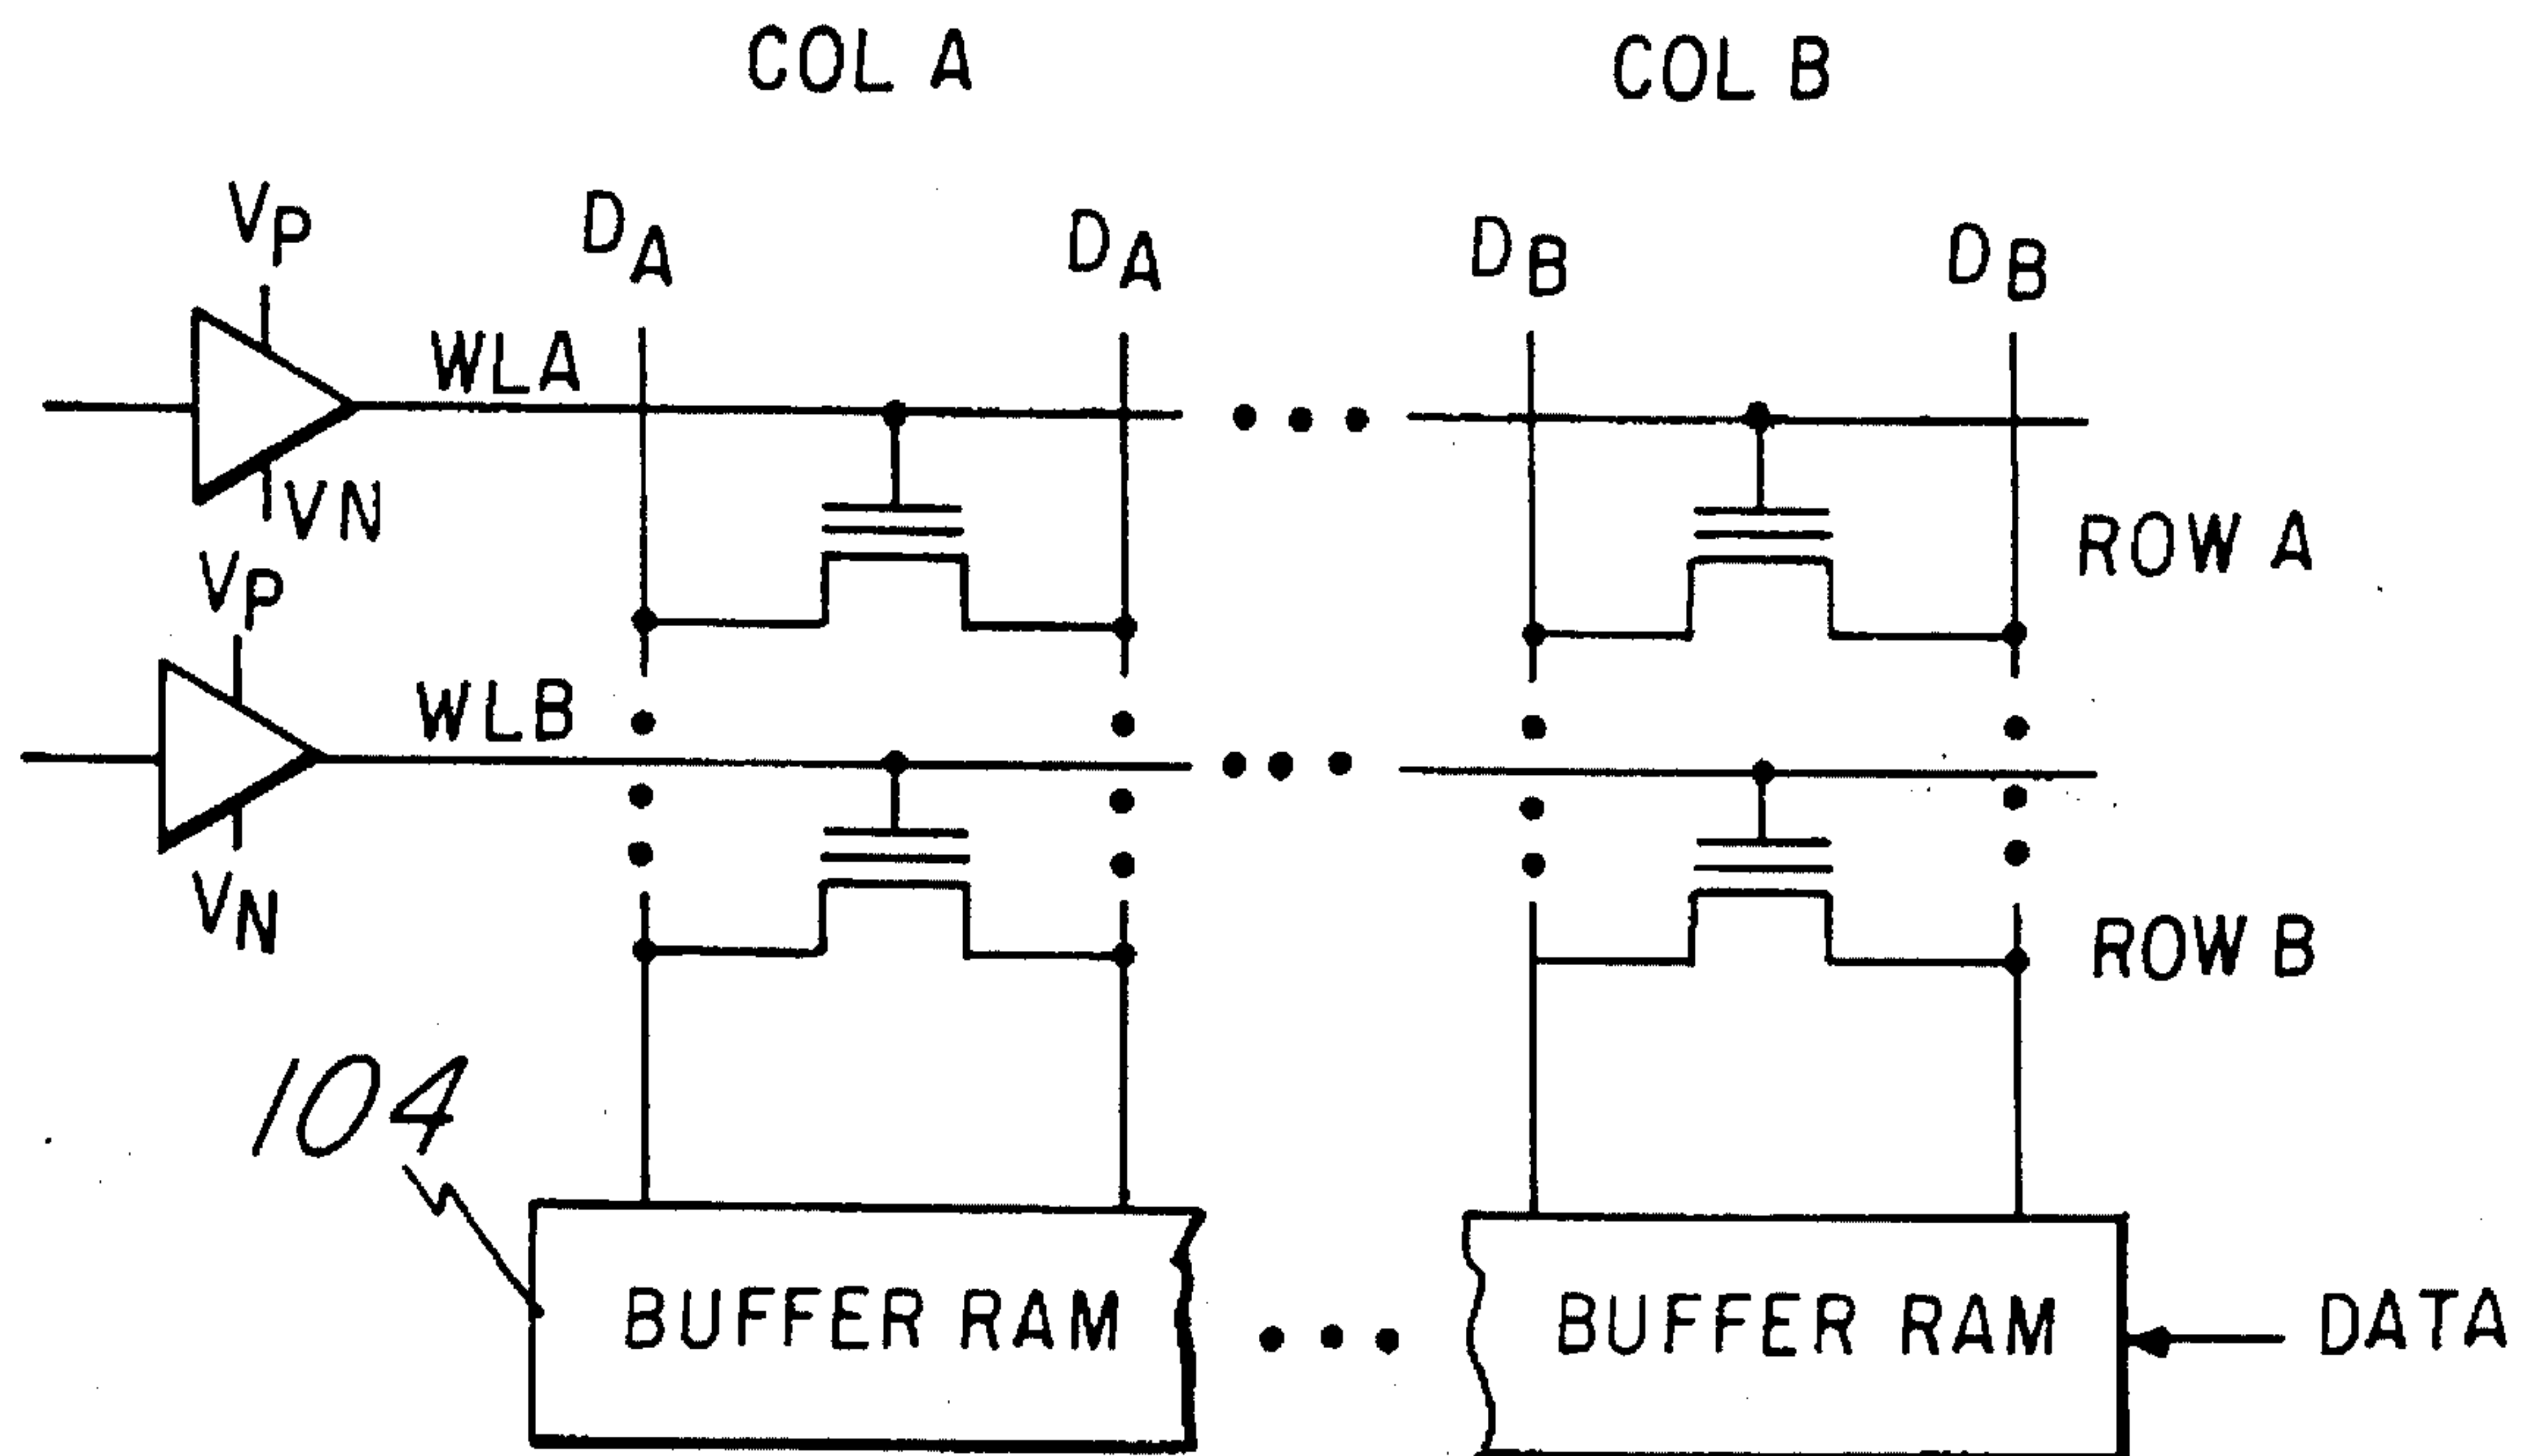 COL A COL B
VP DA DA DB DB
WLA
VN
ROW A
VP
WLB
VN
ROW B
104
BUFFER RAM BUFFER RAM DATA